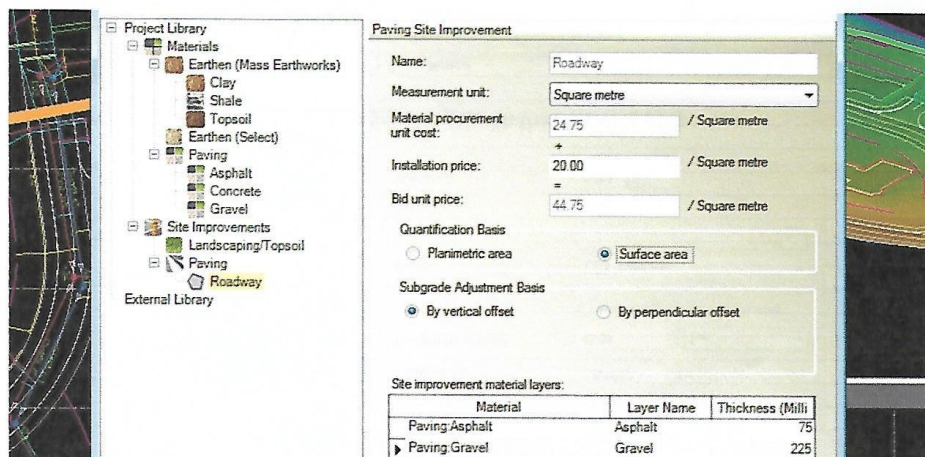 Project Library
Materials
Earthen (Mass Earthworks)
Clay
Shale
Topsoil
Earthen (Select)
Paving
Asphalt
Concrete
Gravel
Site Improvements
Landscaping/Topsoil
Paving
Roadway
External Library
Paving Site Improvement
Name: Roadway
Measurement unit: Square metre
Material procurement
unit cost: 24.75 / Square metre
+
Installation price: 20.00 / Square metre
=
Bid unit price: 44.75 / Square metre
Quantification Basis
Planimetric area Surface area
Subgrade Adjustment Basis
By vertical offset By perpendicular offset
Site improvement material layers:
Material Layer Name Thickness (Milli
Paving:Asphalt Asphalt 75
Paving:Gravel Gravel 225